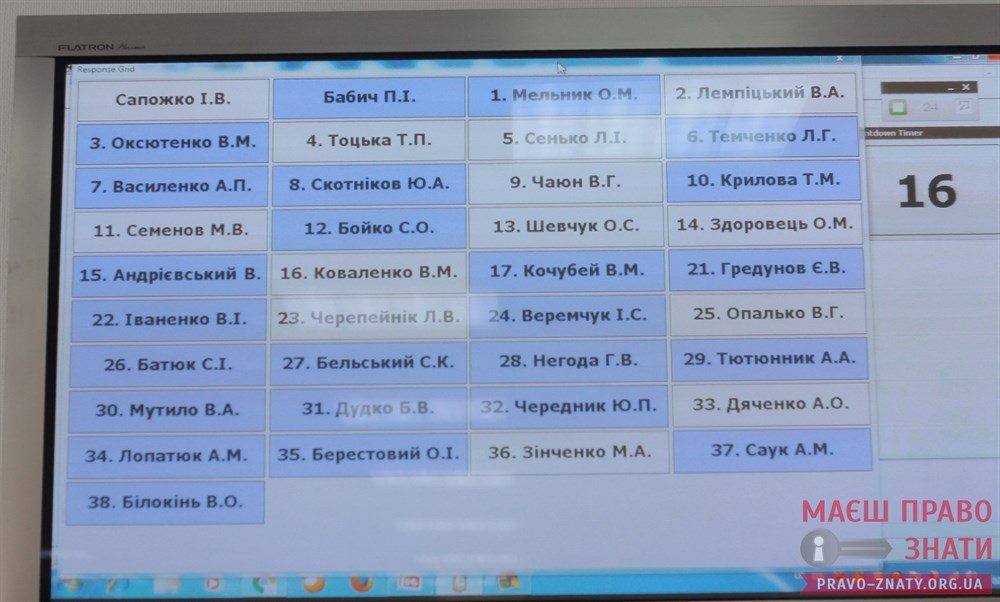 FLATRON Plasma
Response Grid
Сапожко І.В.
Бабич П.І.
1. Мельник О.М.
2. Лемпіцький В.А.
3. Оксютенко В.М.
4. Тоцька Т.П.
5. Сенько Л.І.
6. Темченко Л.Г.
7. Василенко А.П.
8. Скотніков Ю.А.
9. Чаюн В.Г.
10. Крилова Т.М.
11. Семенов М.В.
12. Бойко С.О.
13. Шевчук О.С.
14. Здоровець О.М.
15. Андрієвський В.
16. Коваленко В.М.
17. Кочубей В.М.
21. Гредунов Є.В.
22. Іваненко В.І.
23. Черепейнік Л.В.
24. Веремчук І.С.
25. Опалько В.Г.
26. Батюк С.І.
27. Бельський С.К.
28. Негода Г.В.
29. Тютюнник А.А.
30. Мутило В.А.
31. Дудко Б.В.
32. Чередник Ю.П.
33. Дяченко А.О.
34. Лопатюк А.М.
35. Берестовий О.І.
36. Зінченко М.А.
37. Саук А.М.
38. Білокінь В.О.
24
ntdown Timer
16
МАЄШ ПРАВО
ЗНАТИ
PRAVO-ZNATY.ORG.UA